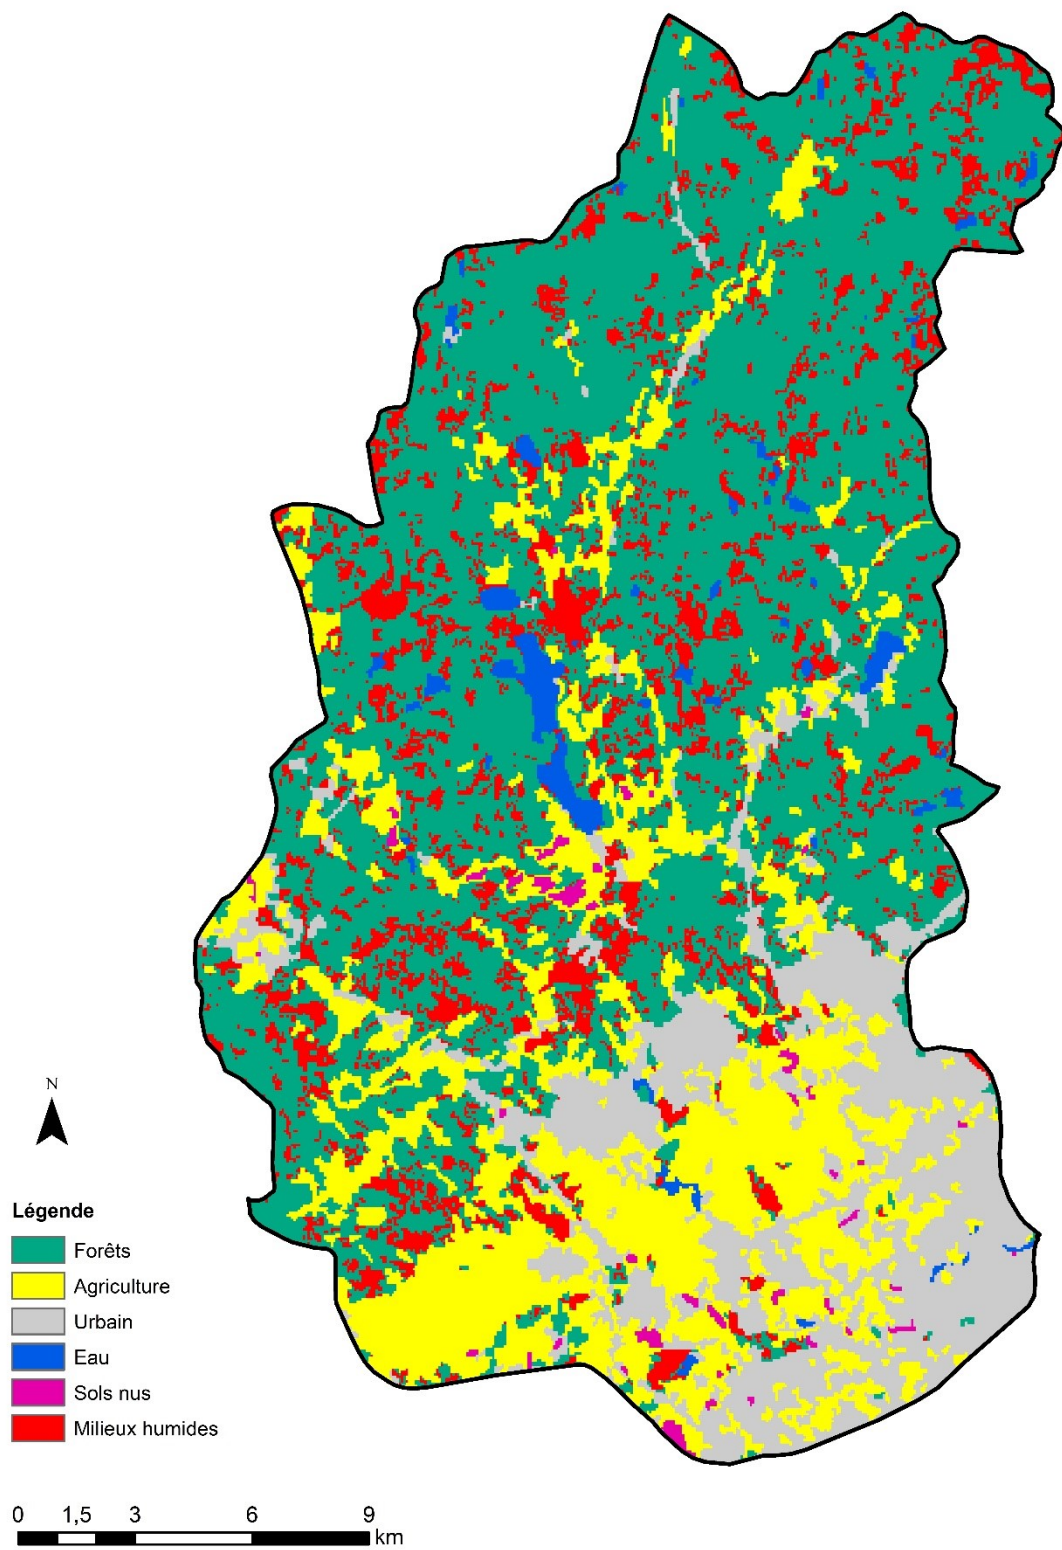 N
Légende
Forêts
Agriculture
Urbain
Eau
Sols nus
Milieux humides
0 1,5 3 6 9
km